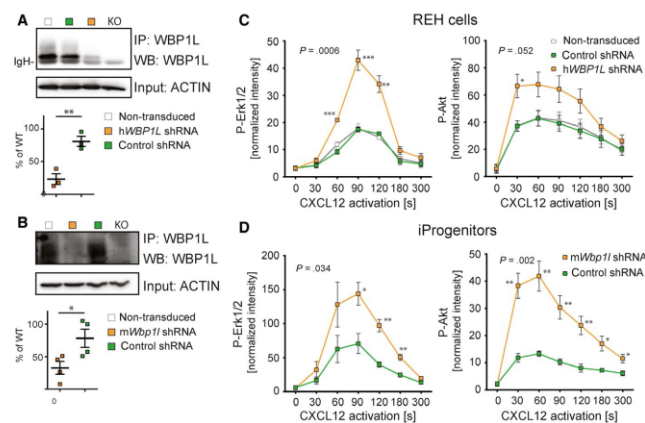 A
KO
IP: WBP1L
WB: WBP1L
IgH-
Input: ACTIN
**
% of WT
100
50
0
Non-transduced
hWBP1L shRNA
Control shRNA
B
KO
IP: WBP1L
WB: WBP1L
Input: ACTIN
*
% of WT
100
50
0
Non-transduced
mWbp1l shRNA
Control shRNA
C
REH cells
P = .0006
P-Erk1/2
[normalized intensity]
50
40
30
20
10
0
***
***
**
0 30 60 90 120 180 300
CXCL12 activation [s]
P = .052
Non-transduced
Control shRNA
hWBP1L shRNA
P-Akt
[normalized intensity]
100
80
60
40
20
0
*
0 30 60 90 120 180 300
CXCL12 activation [s]
D
iProgenitors
P = .034
P-Erk1/2
[normalized intensity]
200
150
100
50
0
*
**
**
0 30 60 90 120 180 300
CXCL12 activation [s]
P = .002
mWbp1l shRNA
Control shRNA
P-Akt
[normalized intensity]
50
40
30
20
10
0
**
**
**
**
*
*
0 30 60 90 120 180 300
CXCL12 activation [s]